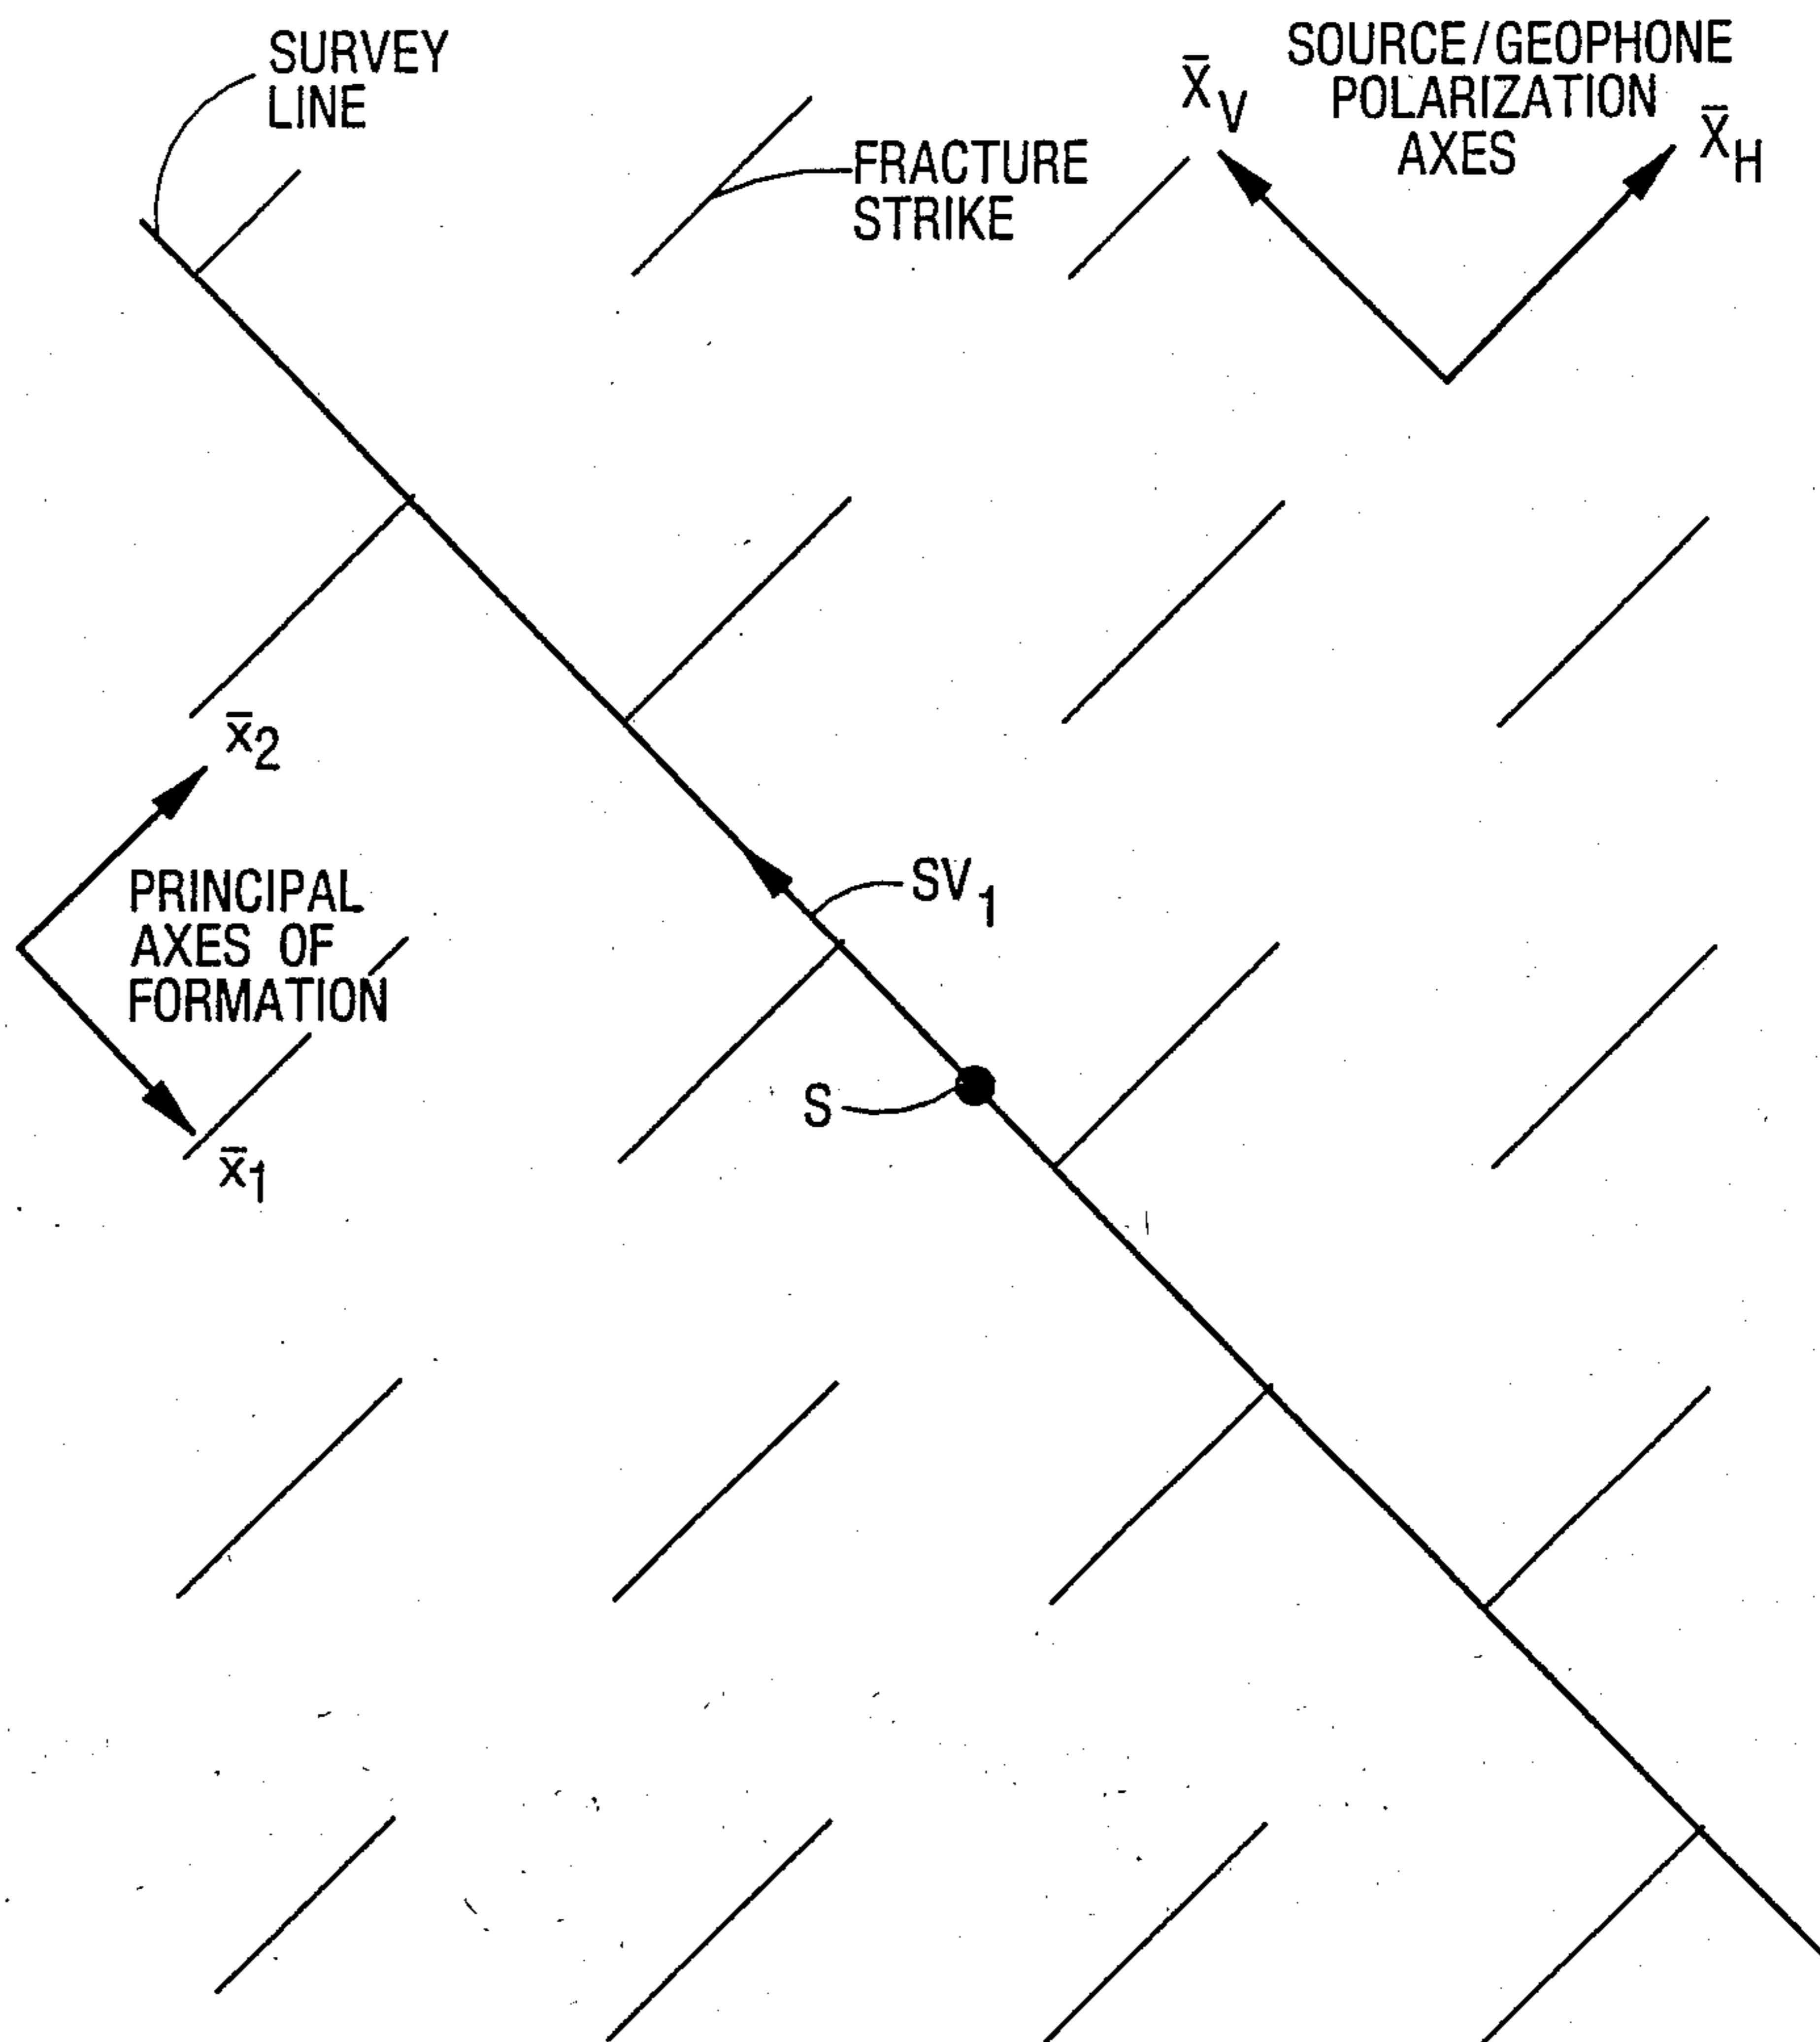 SURVEY
LINE
FRACTURE
STRIKE
X̄V
SOURCE/GEOPHONE
POLARIZATION
AXES
X̄H
x̄2
PRINCIPAL
AXES OF
FORMATION
x̄1
SV1
S